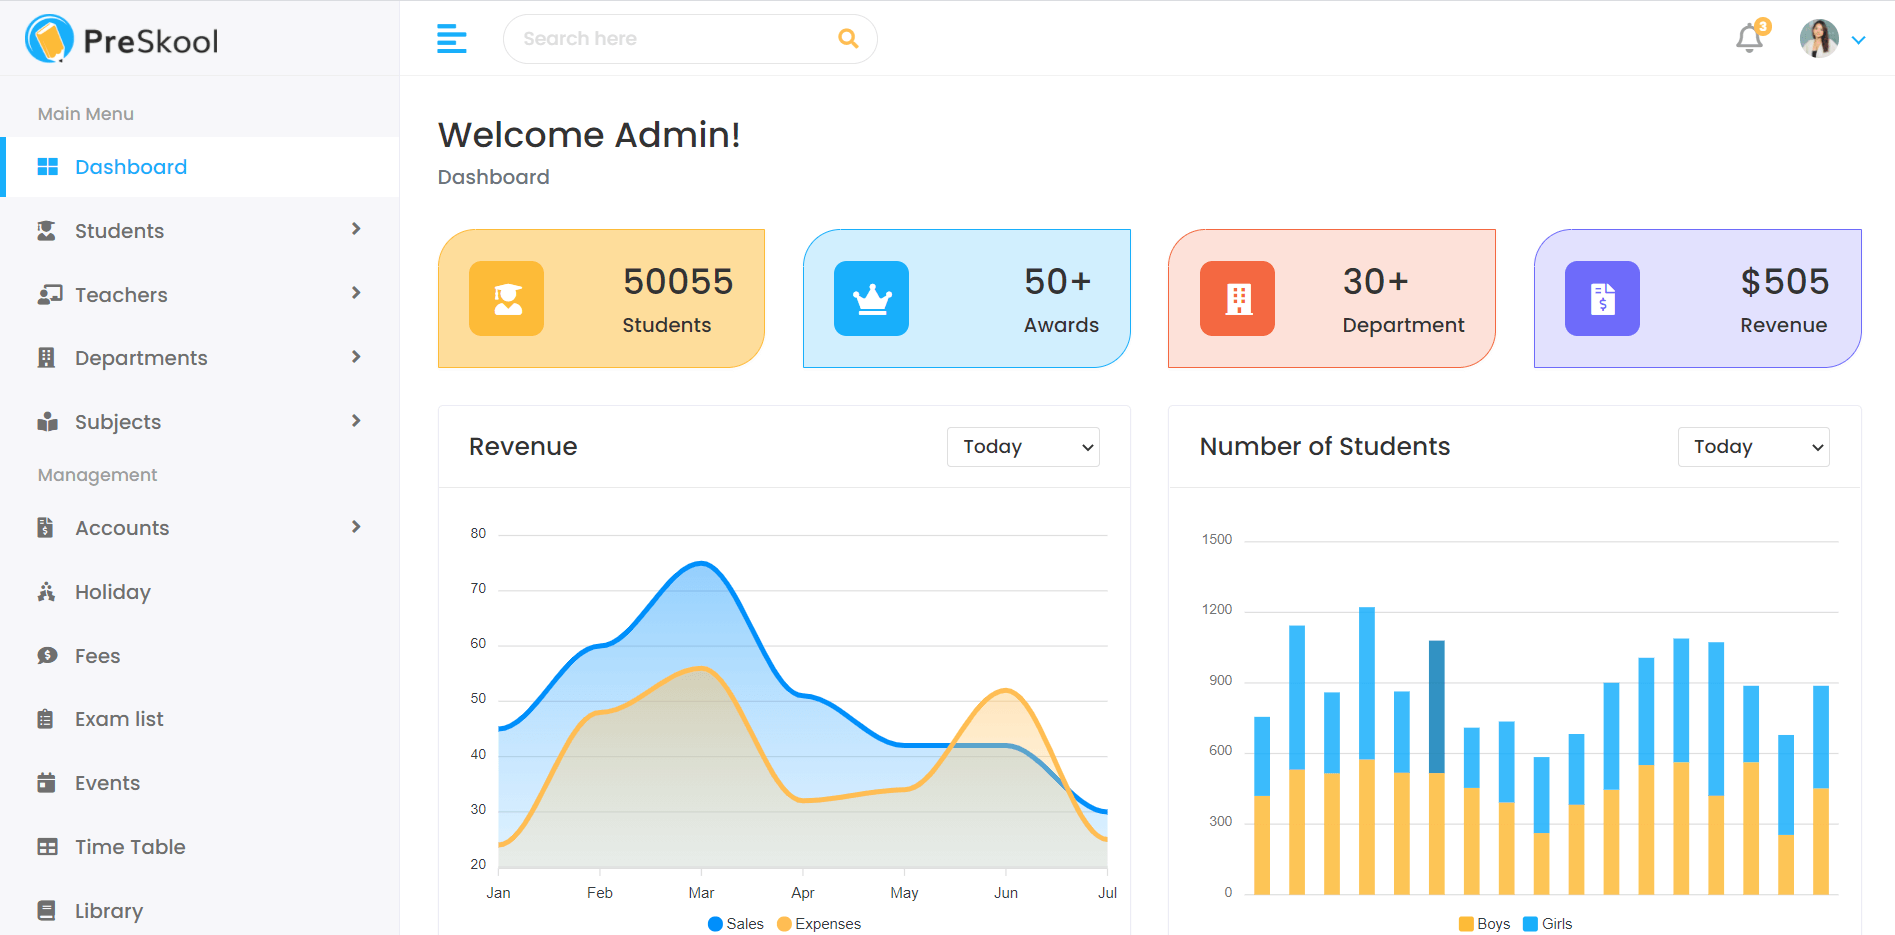 PreSkool
Search here
3
Main Menu
Dashboard
Students
Teachers
Departments
Subjects
Management
Accounts
Holiday
Fees
Exam list
Events
Time Table
Library
Welcome Admin!
Dashboard
50055
Students
50+
Awards
30+
Department
$505
Revenue
Revenue
Today
80
70
60
50
40
30
20
Jan Feb Mar Apr May Jun Jul
Sales Expenses
Number of Students
Today
1500
1200
900
600
300
0
Boys Girls